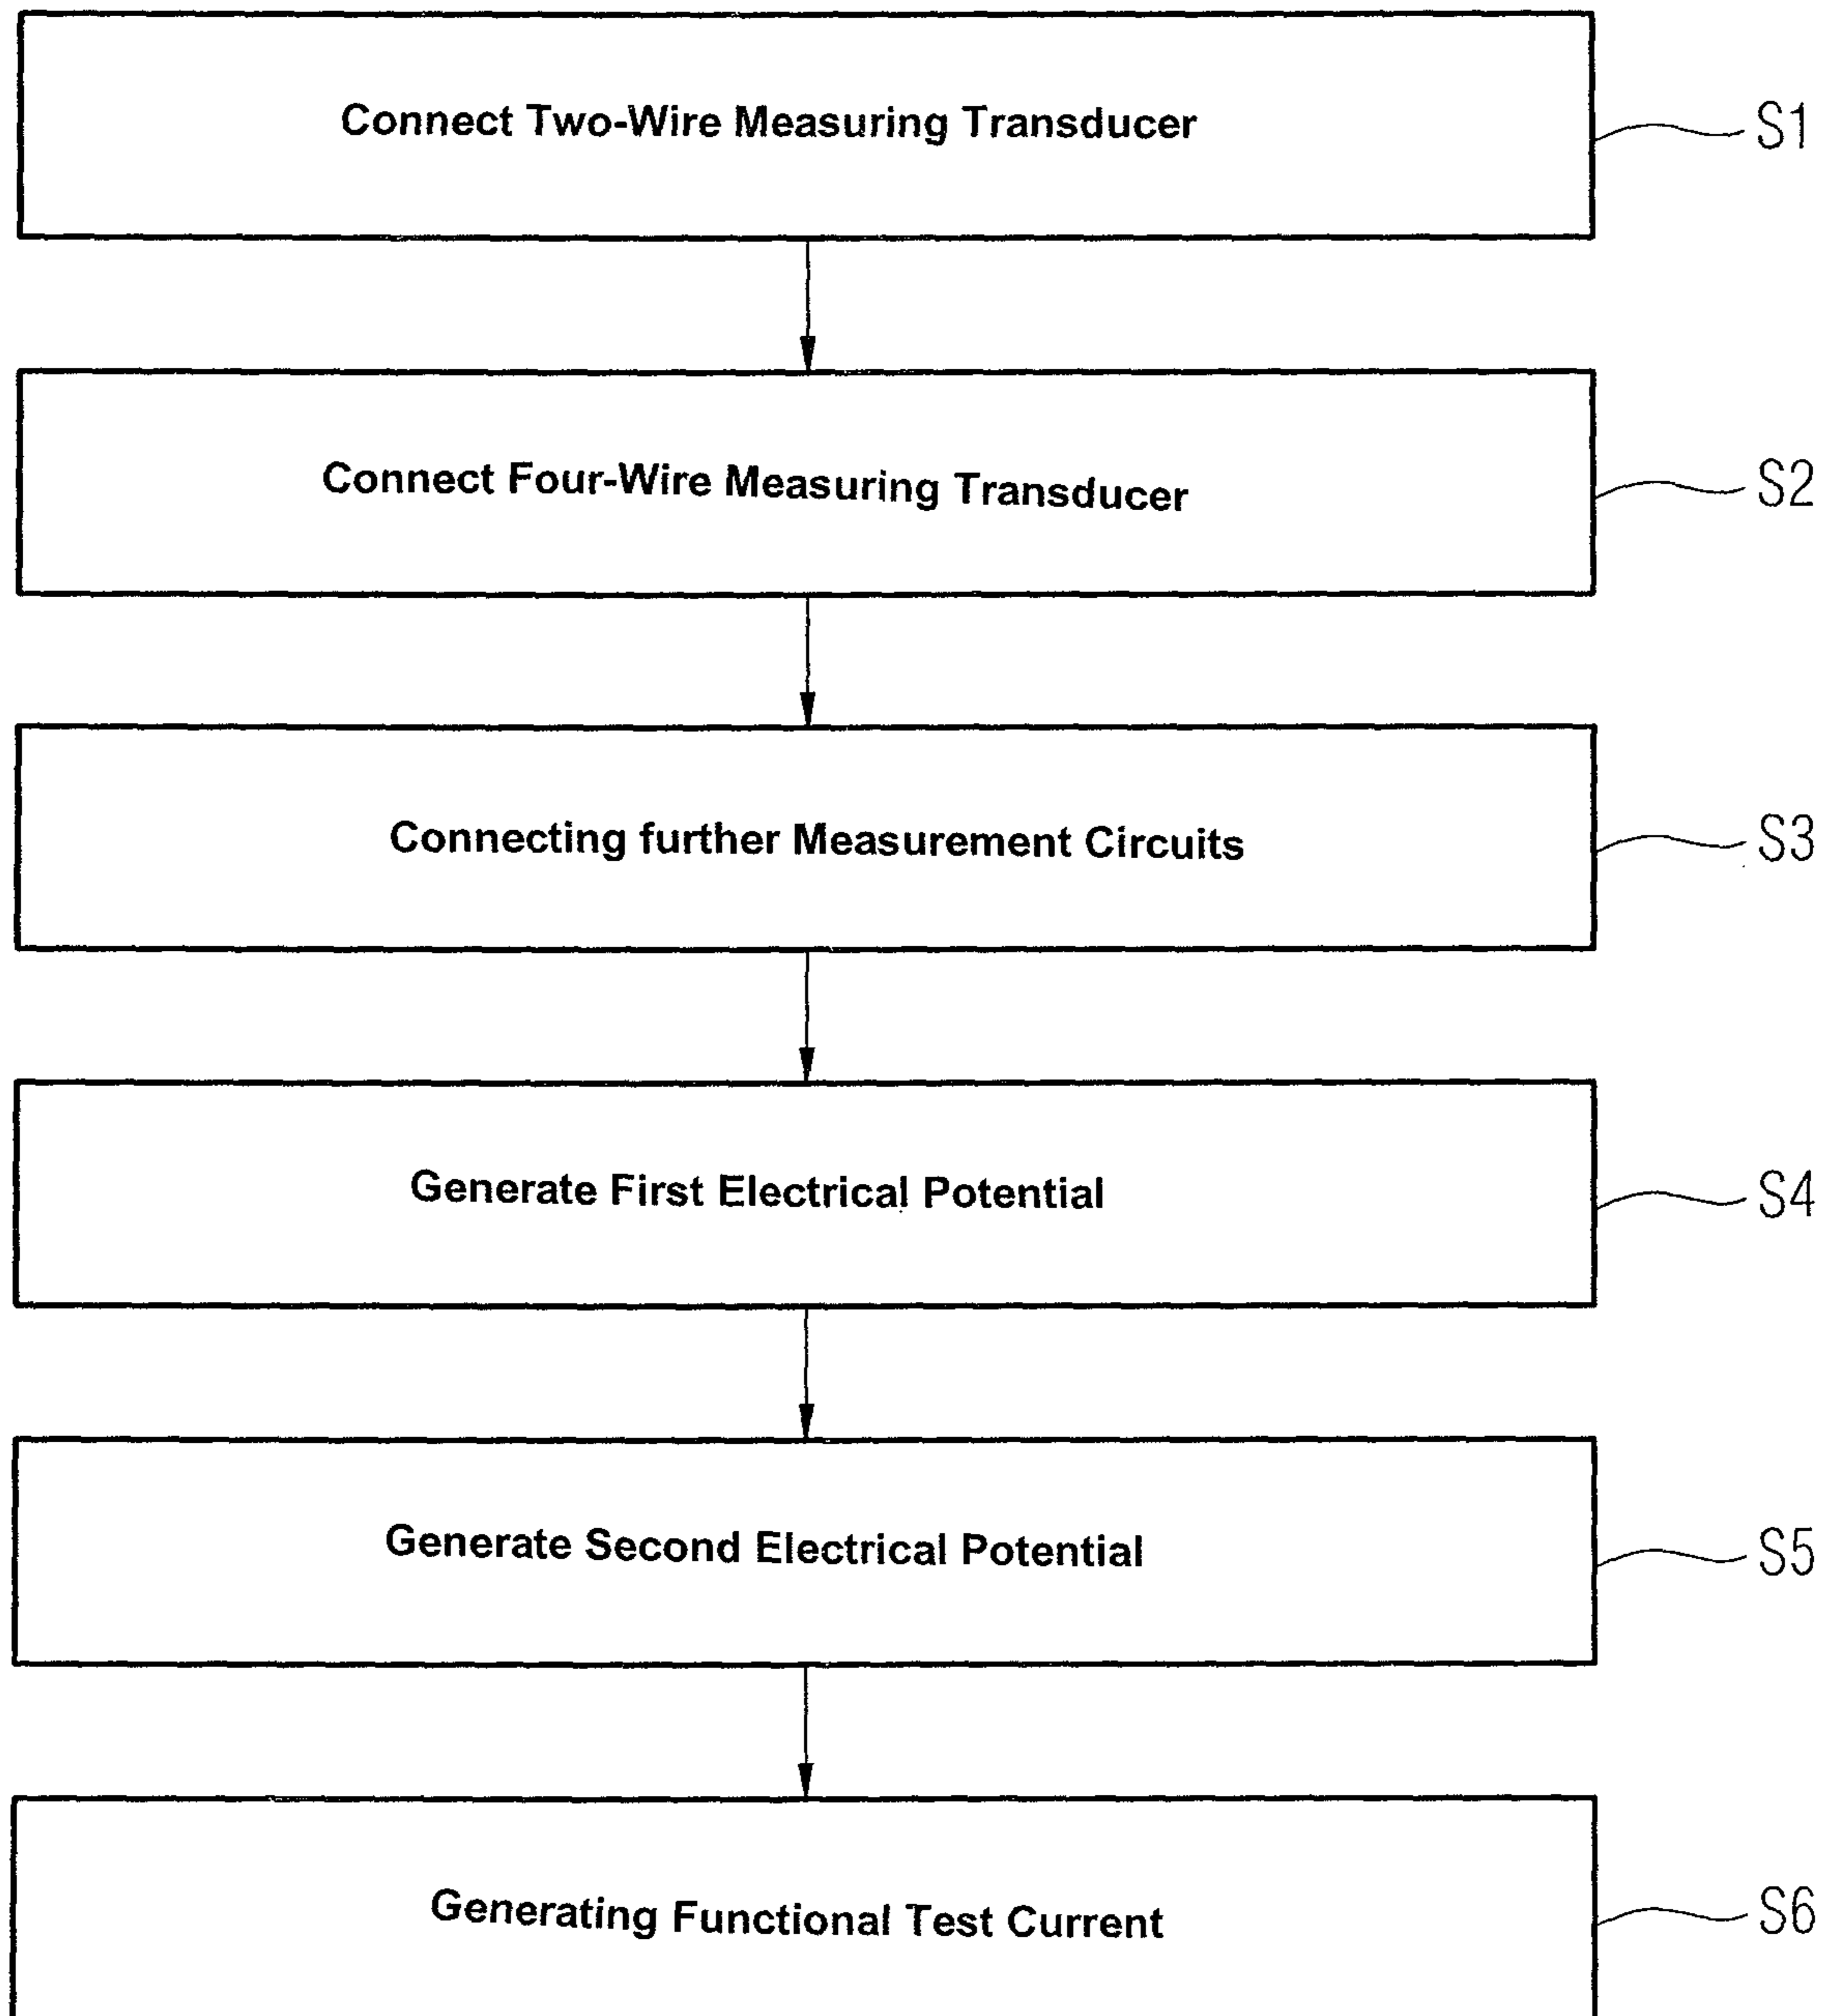 Connect Two-Wire Measuring Transducer
S1
Connect Four-Wire Measuring Transducer
S2
Connecting further Measurement Circuits
S3
Generate First Electrical Potential
S4
Generate Second Electrical Potential
S5
Generating Functional Test Current
S6